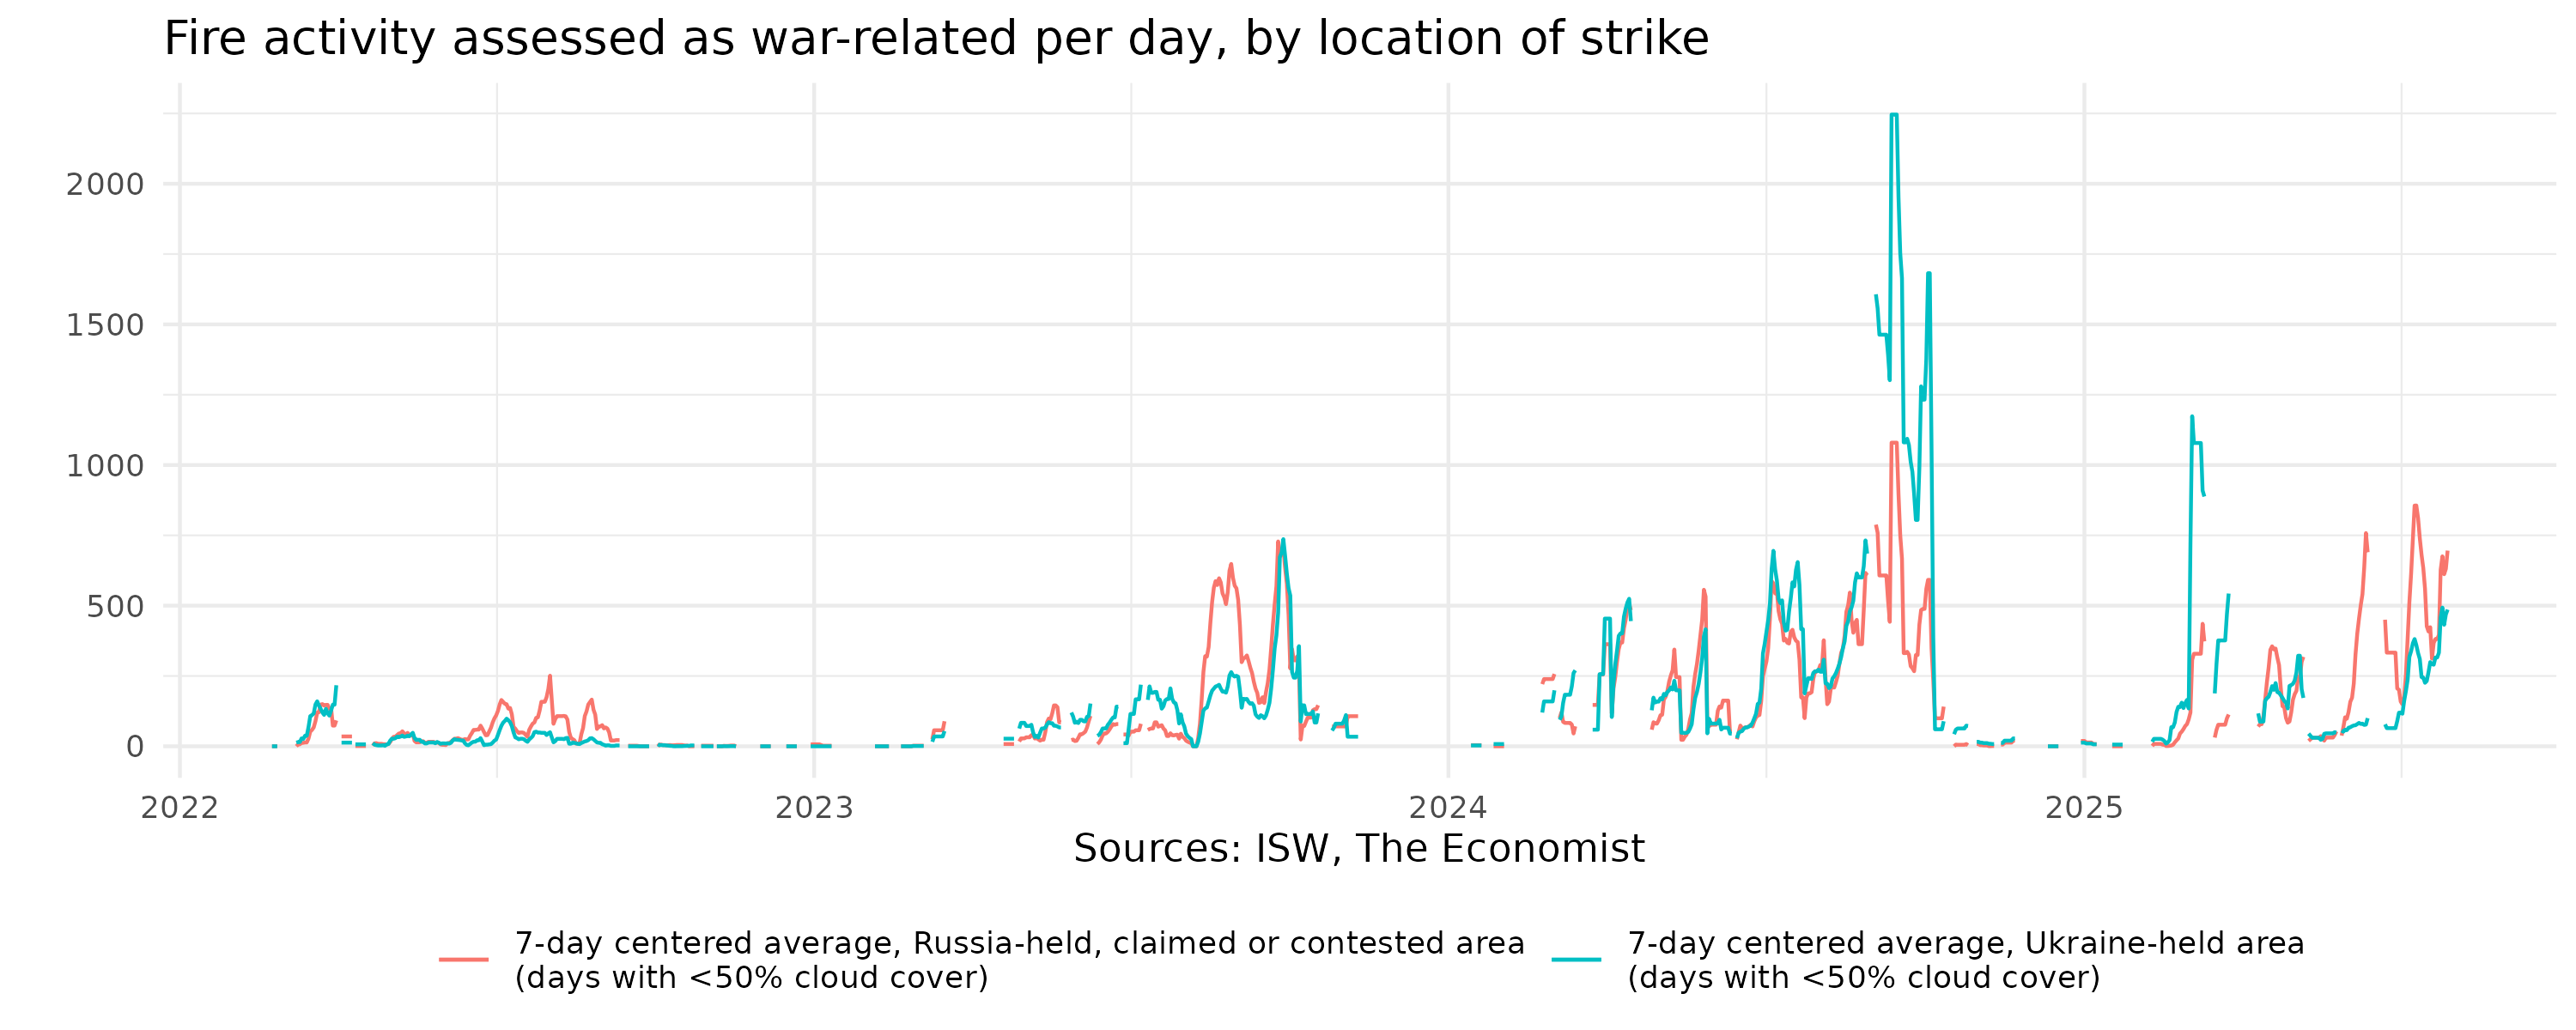 Fire activity assessed as war-related per day, by location of strike
2000
1500
1000
500
0
2022
2023
2024
2025
Sources: ISW, The Economist
7-day centered average, Russia-held, claimed or contested area
(days with <50% cloud cover)
7-day centered average, Ukraine-held area
(days with <50% cloud cover)